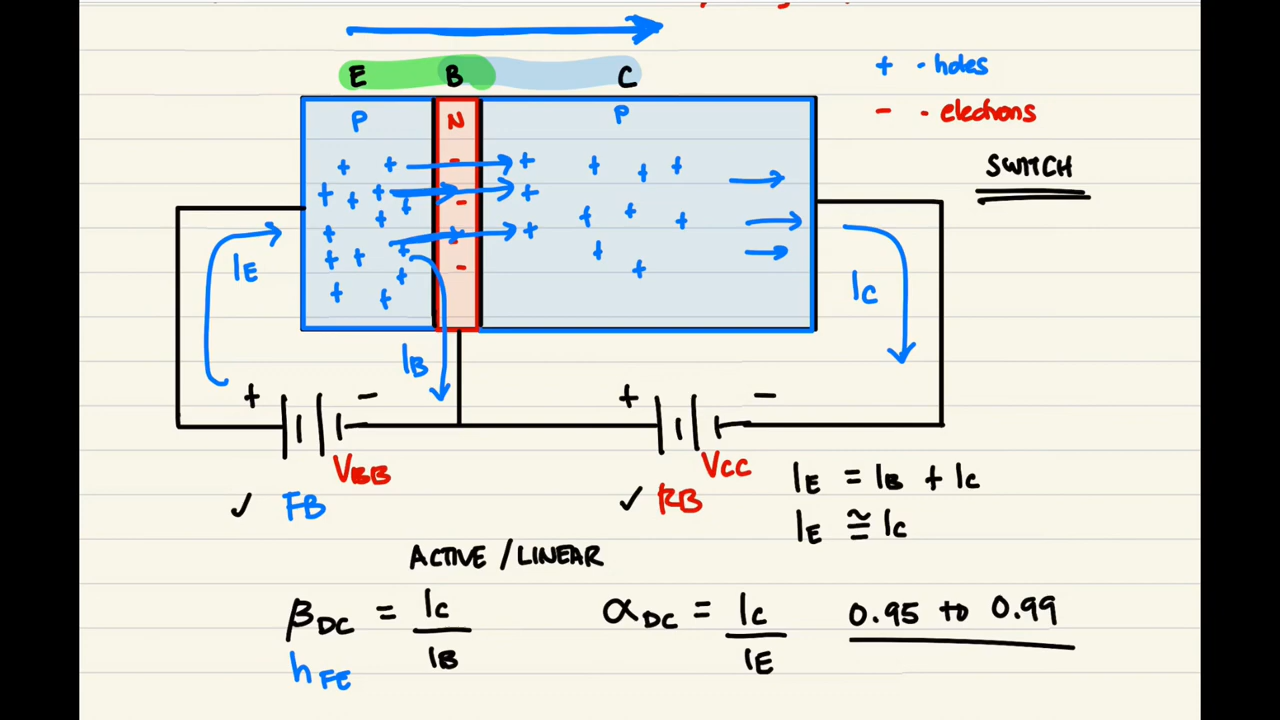 E B C
+ - holes
- - electrons
SWITCH
P N P
IE
IB
IC
+ - + -
VBB VCC
✓ FB ✓ RB
IE = IB + IC
IE ≅ IC
ACTIVE / LINEAR
βDC = IC / IB
αDC = IC / IE
0.95 to 0.99
hFE